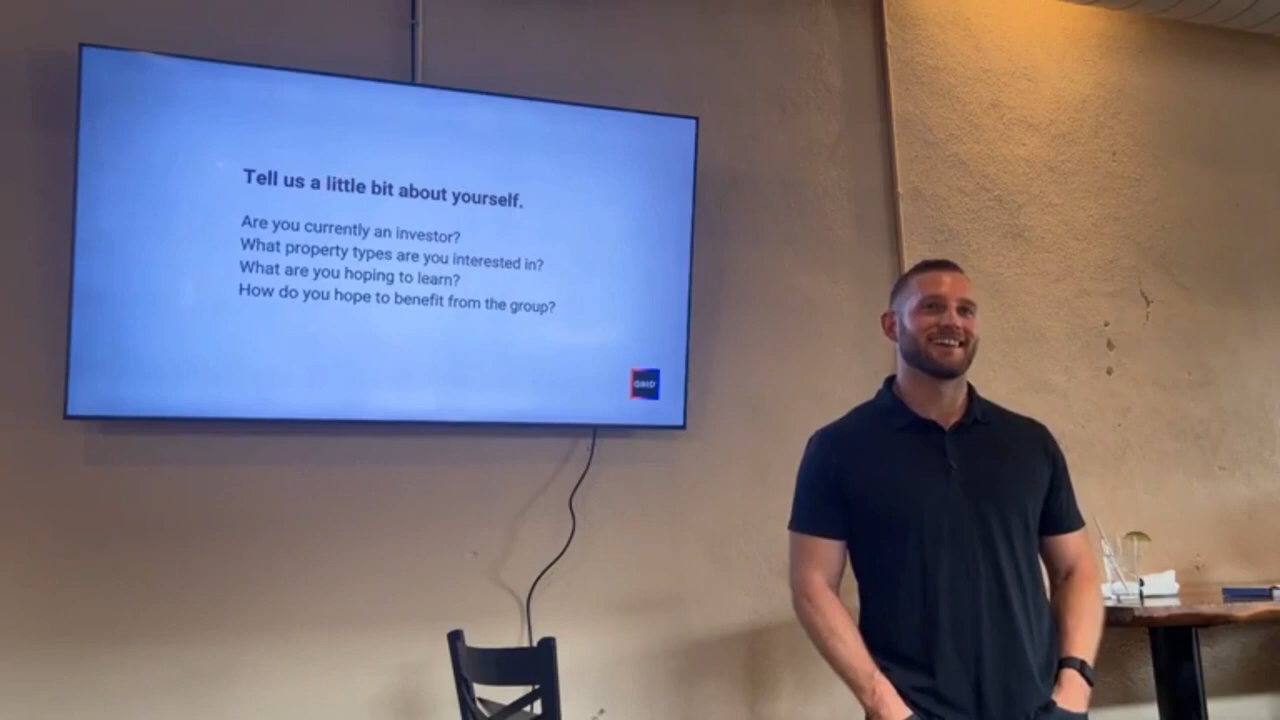 Tell us a little bit about yourself.
Are you currently an investor?
What property types are you interested in?
What are you hoping to learn?
How do you hope to benefit from the group?
GRID